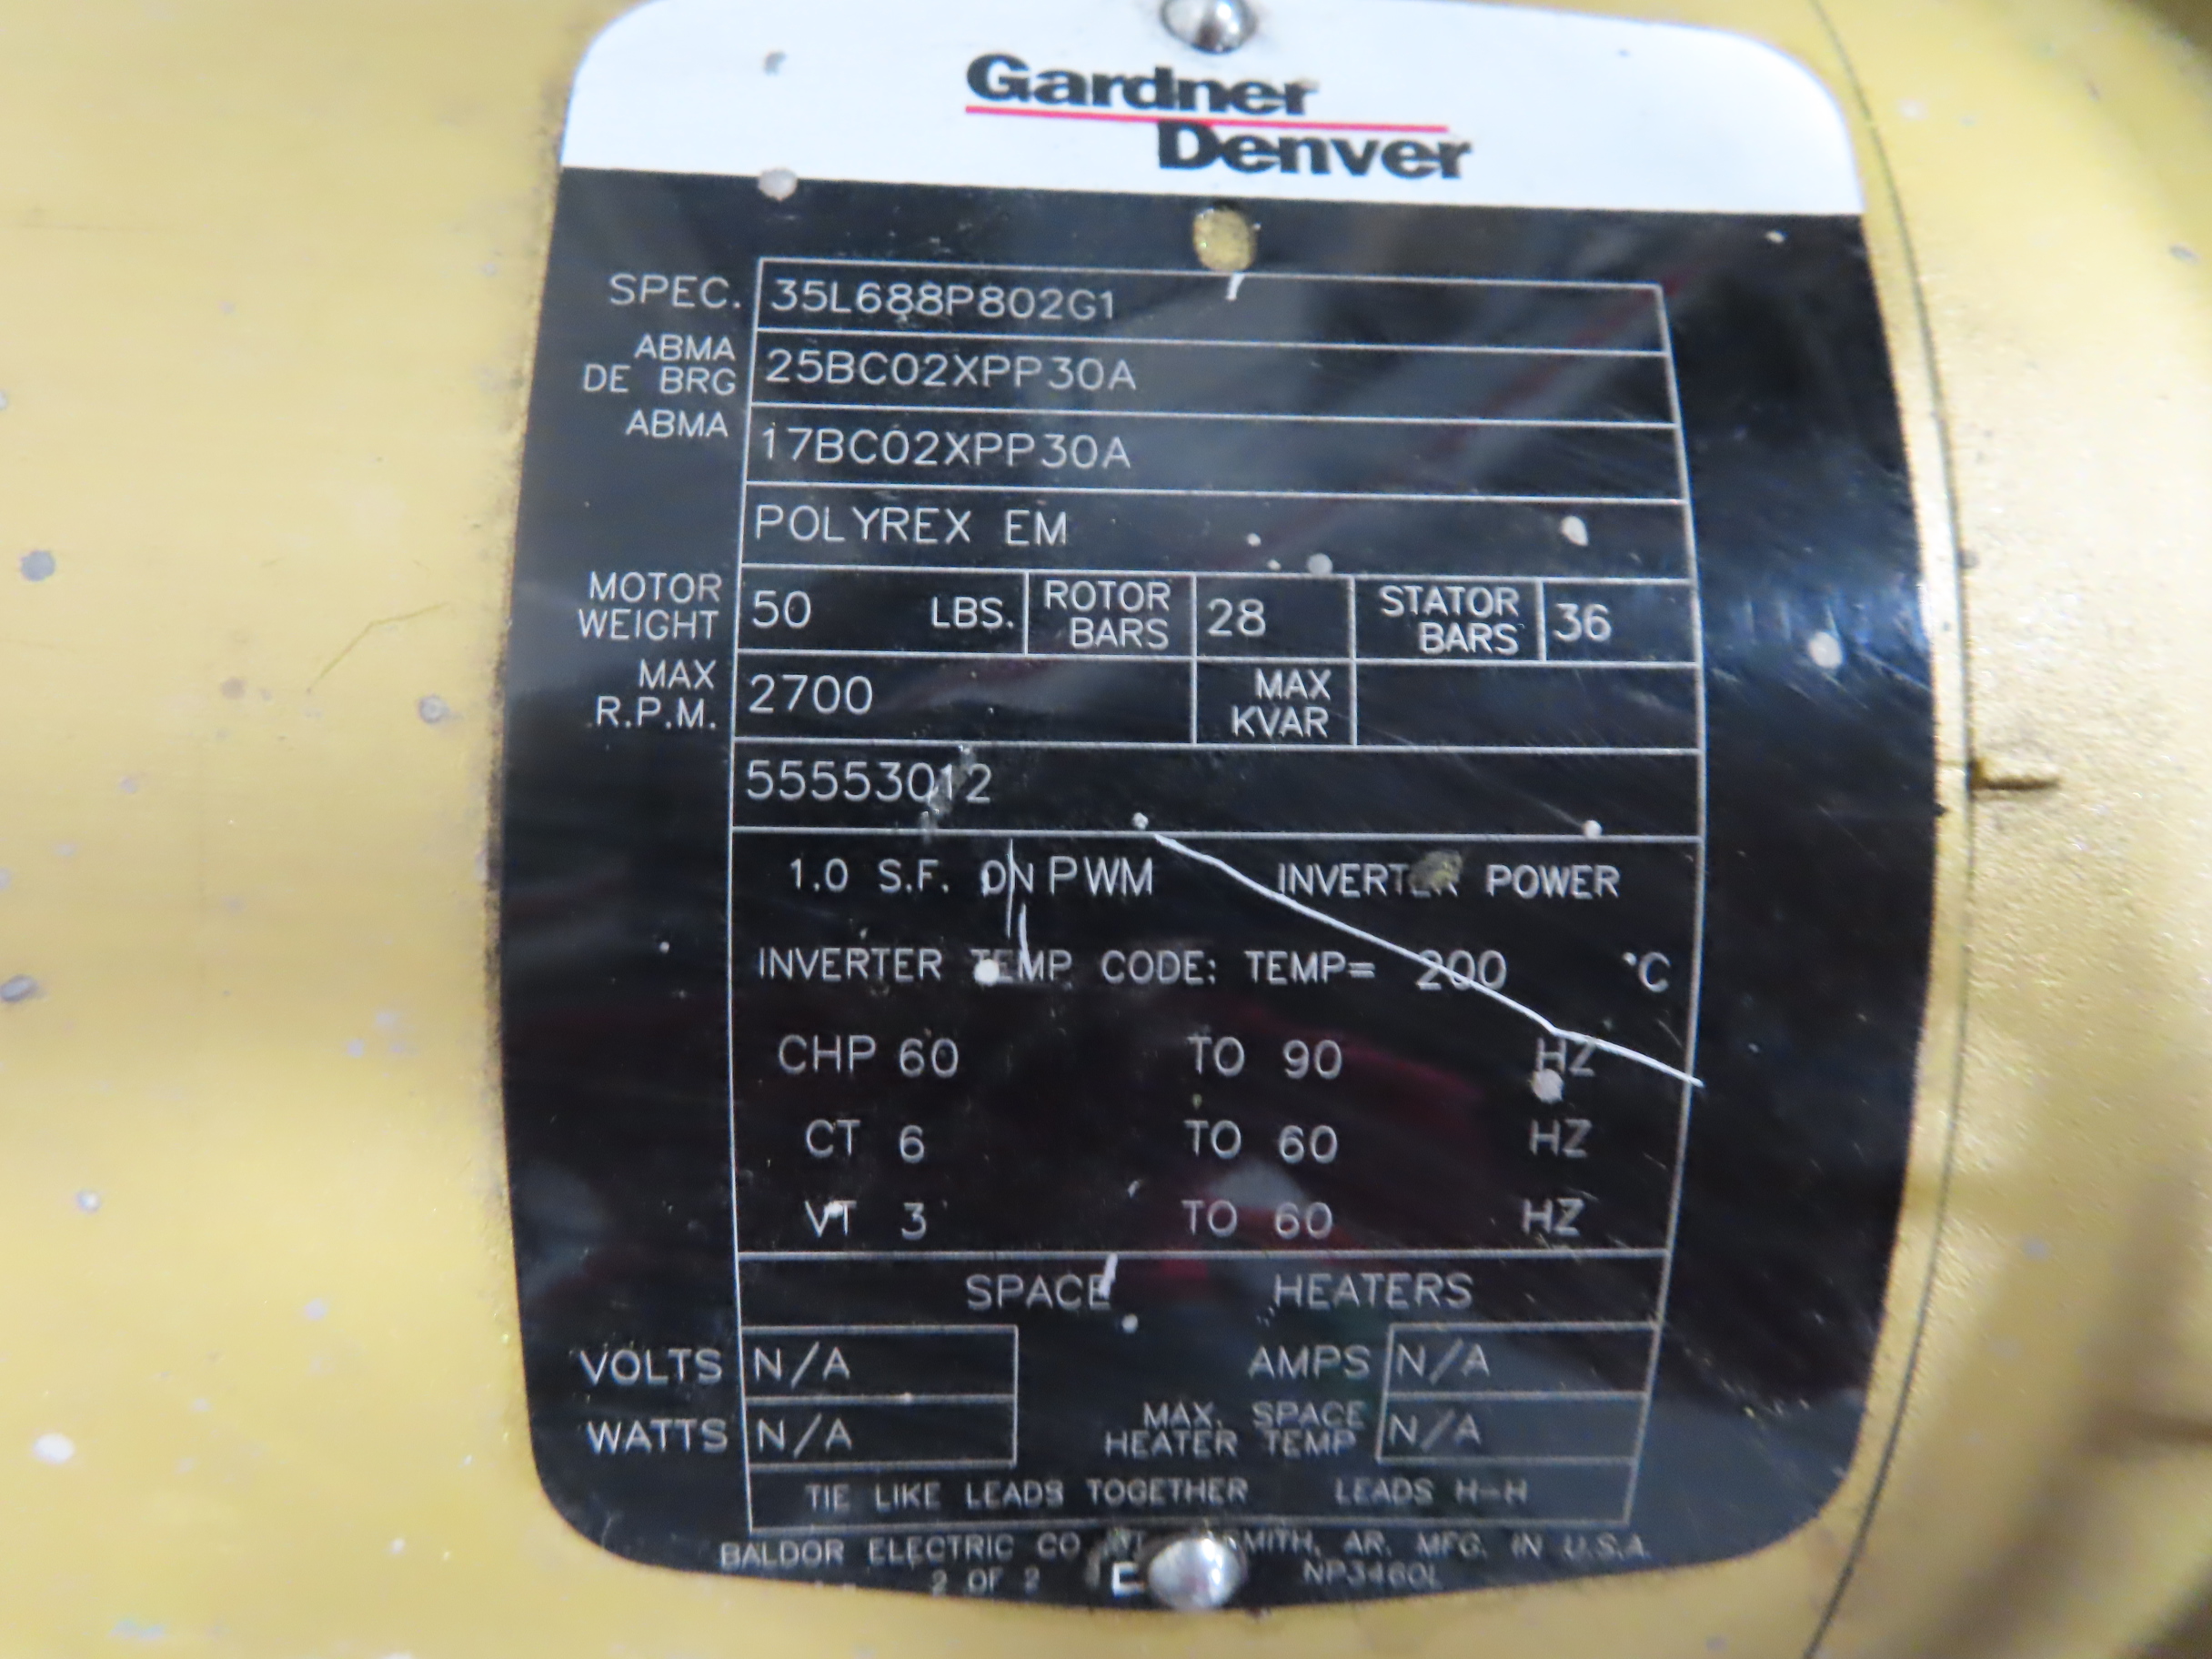 Gardner
Denver
SPEC. 35L688P802G1
ABMA
DE BRG 25BC02XPP30A
ABMA 17BC02XPP30A
POLYREX EM
MOTOR WEIGHT 50 LBS. ROTOR BARS 28 STATOR BARS 36
MAX R.P.M. 2700 MAX KVAR
55553012
1.0 S.F. ON PWM INVERTER POWER
INVERTER TEMP CODE: TEMP= 200 °C
CHP 60 TO 90 HZ
CT 6 TO 60 HZ
VT 3 TO 60 HZ
SPACE HEATERS
VOLTS N/A AMPS N/A
WATTS N/A MAX. SPACE HEATER TEMP N/A
TIE LIKE LEADS TOGETHER LEADS H-H
BALDOR ELECTRIC CO AR. MFG. IN U.S.A.
2 OF 2 NP3460L